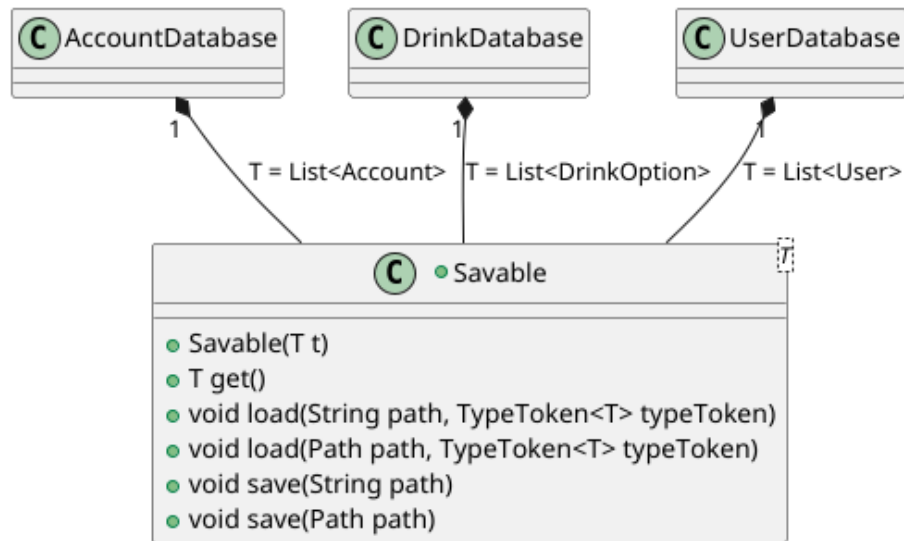 C AccountDatabase
C DrinkDatabase
C UserDatabase
1
1
1
T = List<Account>
T = List<DrinkOption>
T = List<User>
C Savable
T
Savable(T t)
T get()
void load(String path, TypeToken<T> typeToken)
void load(Path path, TypeToken<T> typeToken)
void save(String path)
void save(Path path)